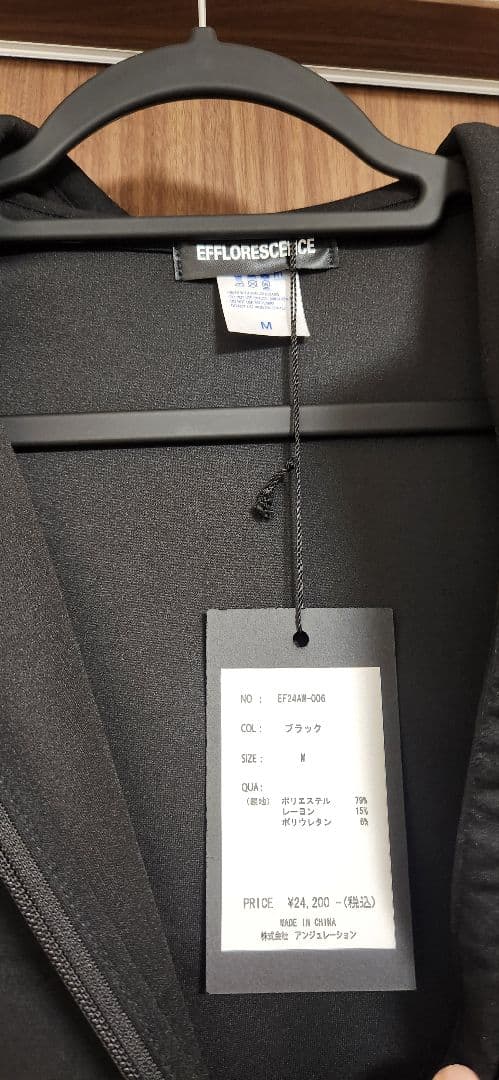 EFFLORESCENCE
M
NO : EF24AW-006
COL: ブラック
SIZE: M
QUA:
ポリエステル 79%
レーヨン 15%
ポリウレタン 6%
PRICE ¥24,200 -(税込)
MADE IN CHINA
株式会社 アンジュレーション